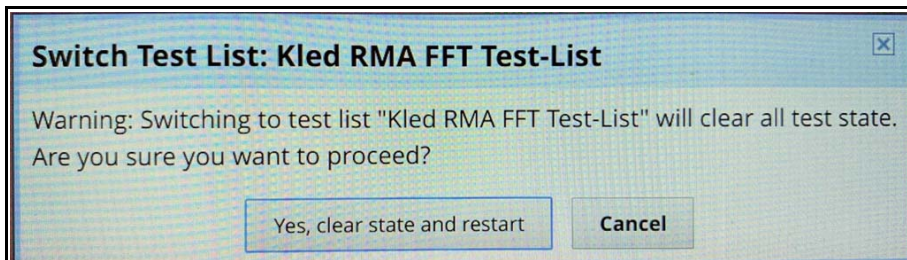 Switch Test List: Kled RMA FFT Test-List
Warning: Switching to test list "Kled RMA FFT Test-List" will clear all test state.
Are you sure you want to proceed?
Yes, clear state and restart
Cancel